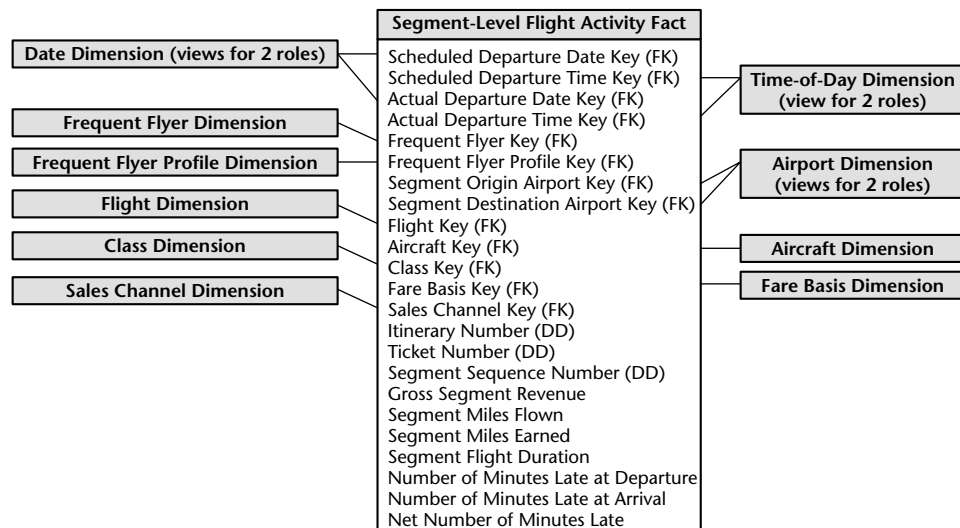 Segment-Level Flight Activity Fact
Date Dimension (views for 2 roles)
Frequent Flyer Dimension
Frequent Flyer Profile Dimension
Flight Dimension
Class Dimension
Sales Channel Dimension
Scheduled Departure Date Key (FK)
Scheduled Departure Time Key (FK)
Actual Departure Date Key (FK)
Actual Departure Time Key (FK)
Frequent Flyer Key (FK)
Frequent Flyer Profile Key (FK)
Segment Origin Airport Key (FK)
Segment Destination Airport Key (FK)
Flight Key (FK)
Aircraft Key (FK)
Class Key (FK)
Fare Basis Key (FK)
Sales Channel Key (FK)
Itinerary Number (DD)
Ticket Number (DD)
Segment Sequence Number (DD)
Gross Segment Revenue
Segment Miles Flown
Segment Miles Earned
Segment Flight Duration
Number of Minutes Late at Departure
Number of Minutes Late at Arrival
Net Number of Minutes Late
Time-of-Day Dimension
(view for 2 roles)
Airport Dimension
(views for 2 roles)
Aircraft Dimension
Fare Basis Dimension